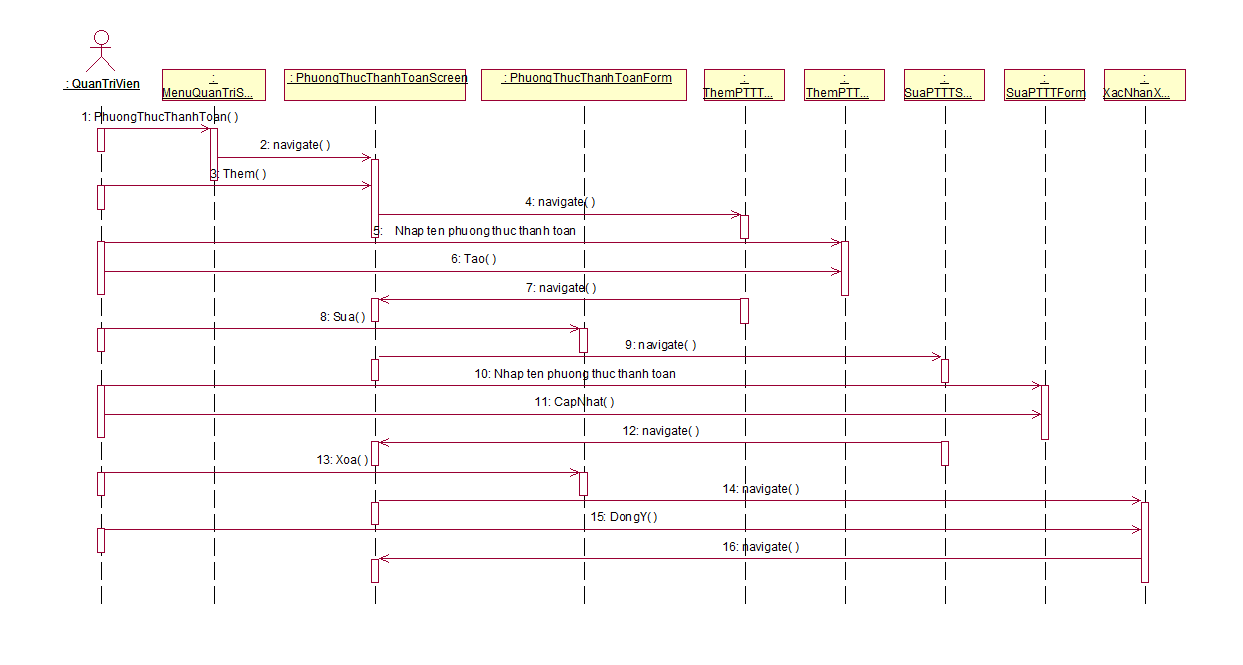 : QuanTriVien
:
MenuQuanTriS...
: PhuongThucThanhToanScreen
: PhuongThucThanhToanForm
:
ThemPTTT...
:
ThemPTT...
:
SuaPTTTS...
:
SuaPTTTForm
:
XacNhanX...
1: PhuongThucThanhToan( )
2: navigate( )
3: Them( )
4: navigate( )
5: Nhap ten phuong thuc thanh toan
6: Tao( )
7: navigate( )
8: Sua( )
9: navigate( )
10: Nhap ten phuong thuc thanh toan
11: CapNhat( )
12: navigate( )
13: Xoa( )
14: navigate( )
15: DongY( )
16: navigate( )